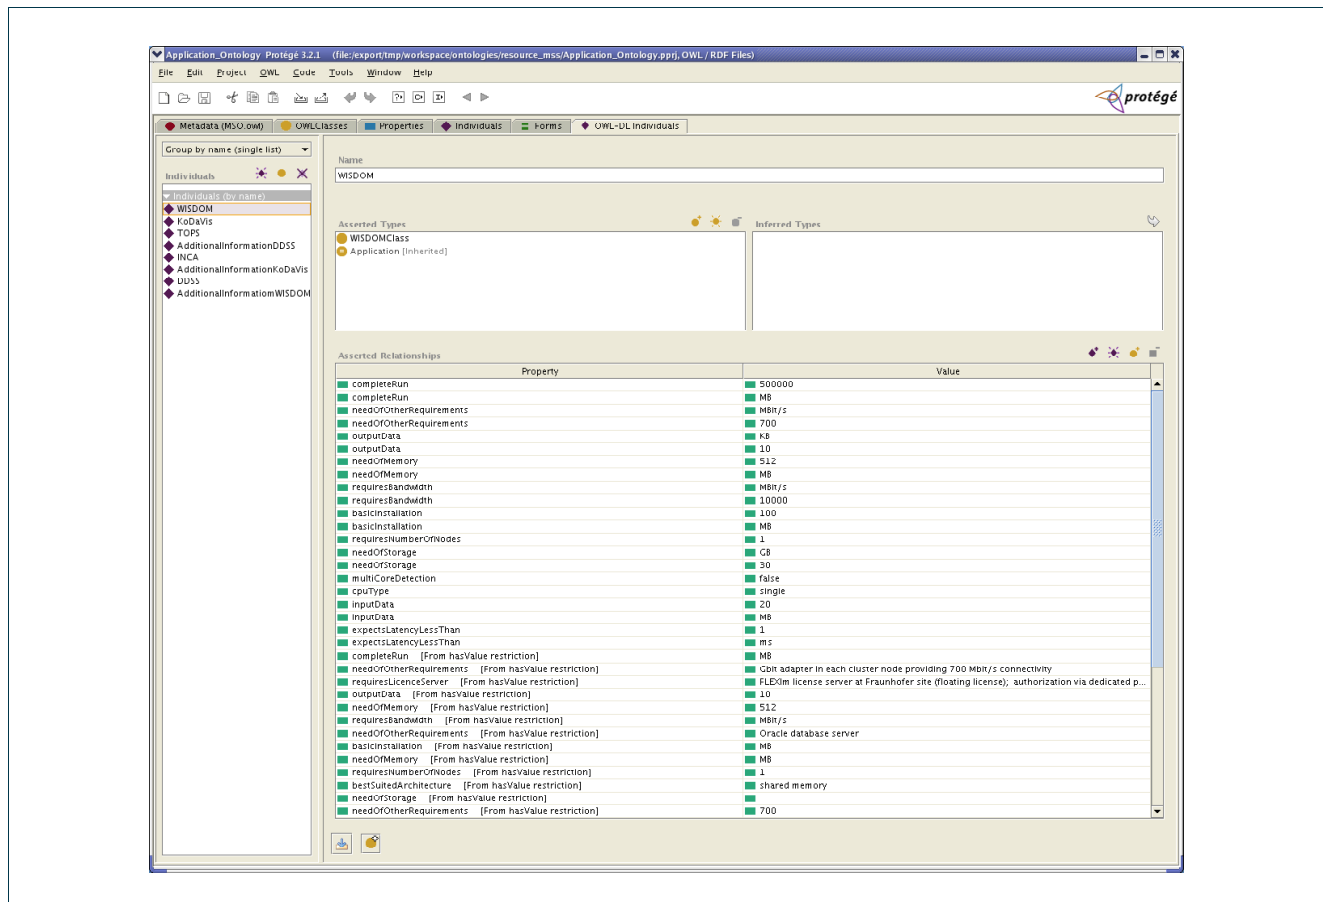 Application_Ontology Protégé 3.2.1 (file:/export/tmp/workspace/ontologies/resource_mss/Application_Ontology.pprj, OWL / RDF Files)
File Edit Project OWL Code Tools Window Help
protégé
Metadata (MSO.owl) OWLClasses Properties Individuals Forms OWL-DL Individuals
Group by name (single list)
Individuals
Individuals (by name)
WISDOM
KoDaVis
TOPS
AdditionalInformationDDSS
INCA
AdditionalInformationKoDaVis
DDSS
AdditionalInformatiomWISDOM
Name
WISDOM
Asserted Types Inferred Types
WISDOMClass
Application [Inherited]
Asserted Relationships
Property Value
completeRun 500000
completeRun MB
needOfOtherRequirements MBit/s
needOfOtherRequirements 700
outputData KB
outputData 10
needOfMemory 512
needOfMemory MB
requiresBandwidth MBit/s
requiresBandwidth 10000
basicInstallation 100
basicInstallation MB
requiresNumberOfNodes 1
needOfStorage GB
needOfStorage 30
multiCoreDetection false
cpuType single
inputData 20
inputData MB
expectsLatencyLessThan 1
expectsLatencyLessThan ms
completeRun [From hasValue restriction] MB
needOfOtherRequirements [From hasValue restriction] Gbit adapter in each cluster node providing 700 Mbit/s connectivity
requiresLicenceServer [From hasValue restriction] FLEXlm license server at Fraunhofer site (floating license); authorization via dedicated p...
outputData [From hasValue restriction] 10
needOfMemory [From hasValue restriction] 512
requiresBandwidth [From hasValue restriction] MBit/s
needOfOtherRequirements [From hasValue restriction] Oracle database server
basicInstallation [From hasValue restriction] MB
needOfMemory [From hasValue restriction] MB
requiresNumberOfNodes [From hasValue restriction] 1
bestSuitedArchitecture [From hasValue restriction] shared memory
needOfStorage [From hasValue restriction]
needOfOtherRequirements [From hasValue restriction] 700